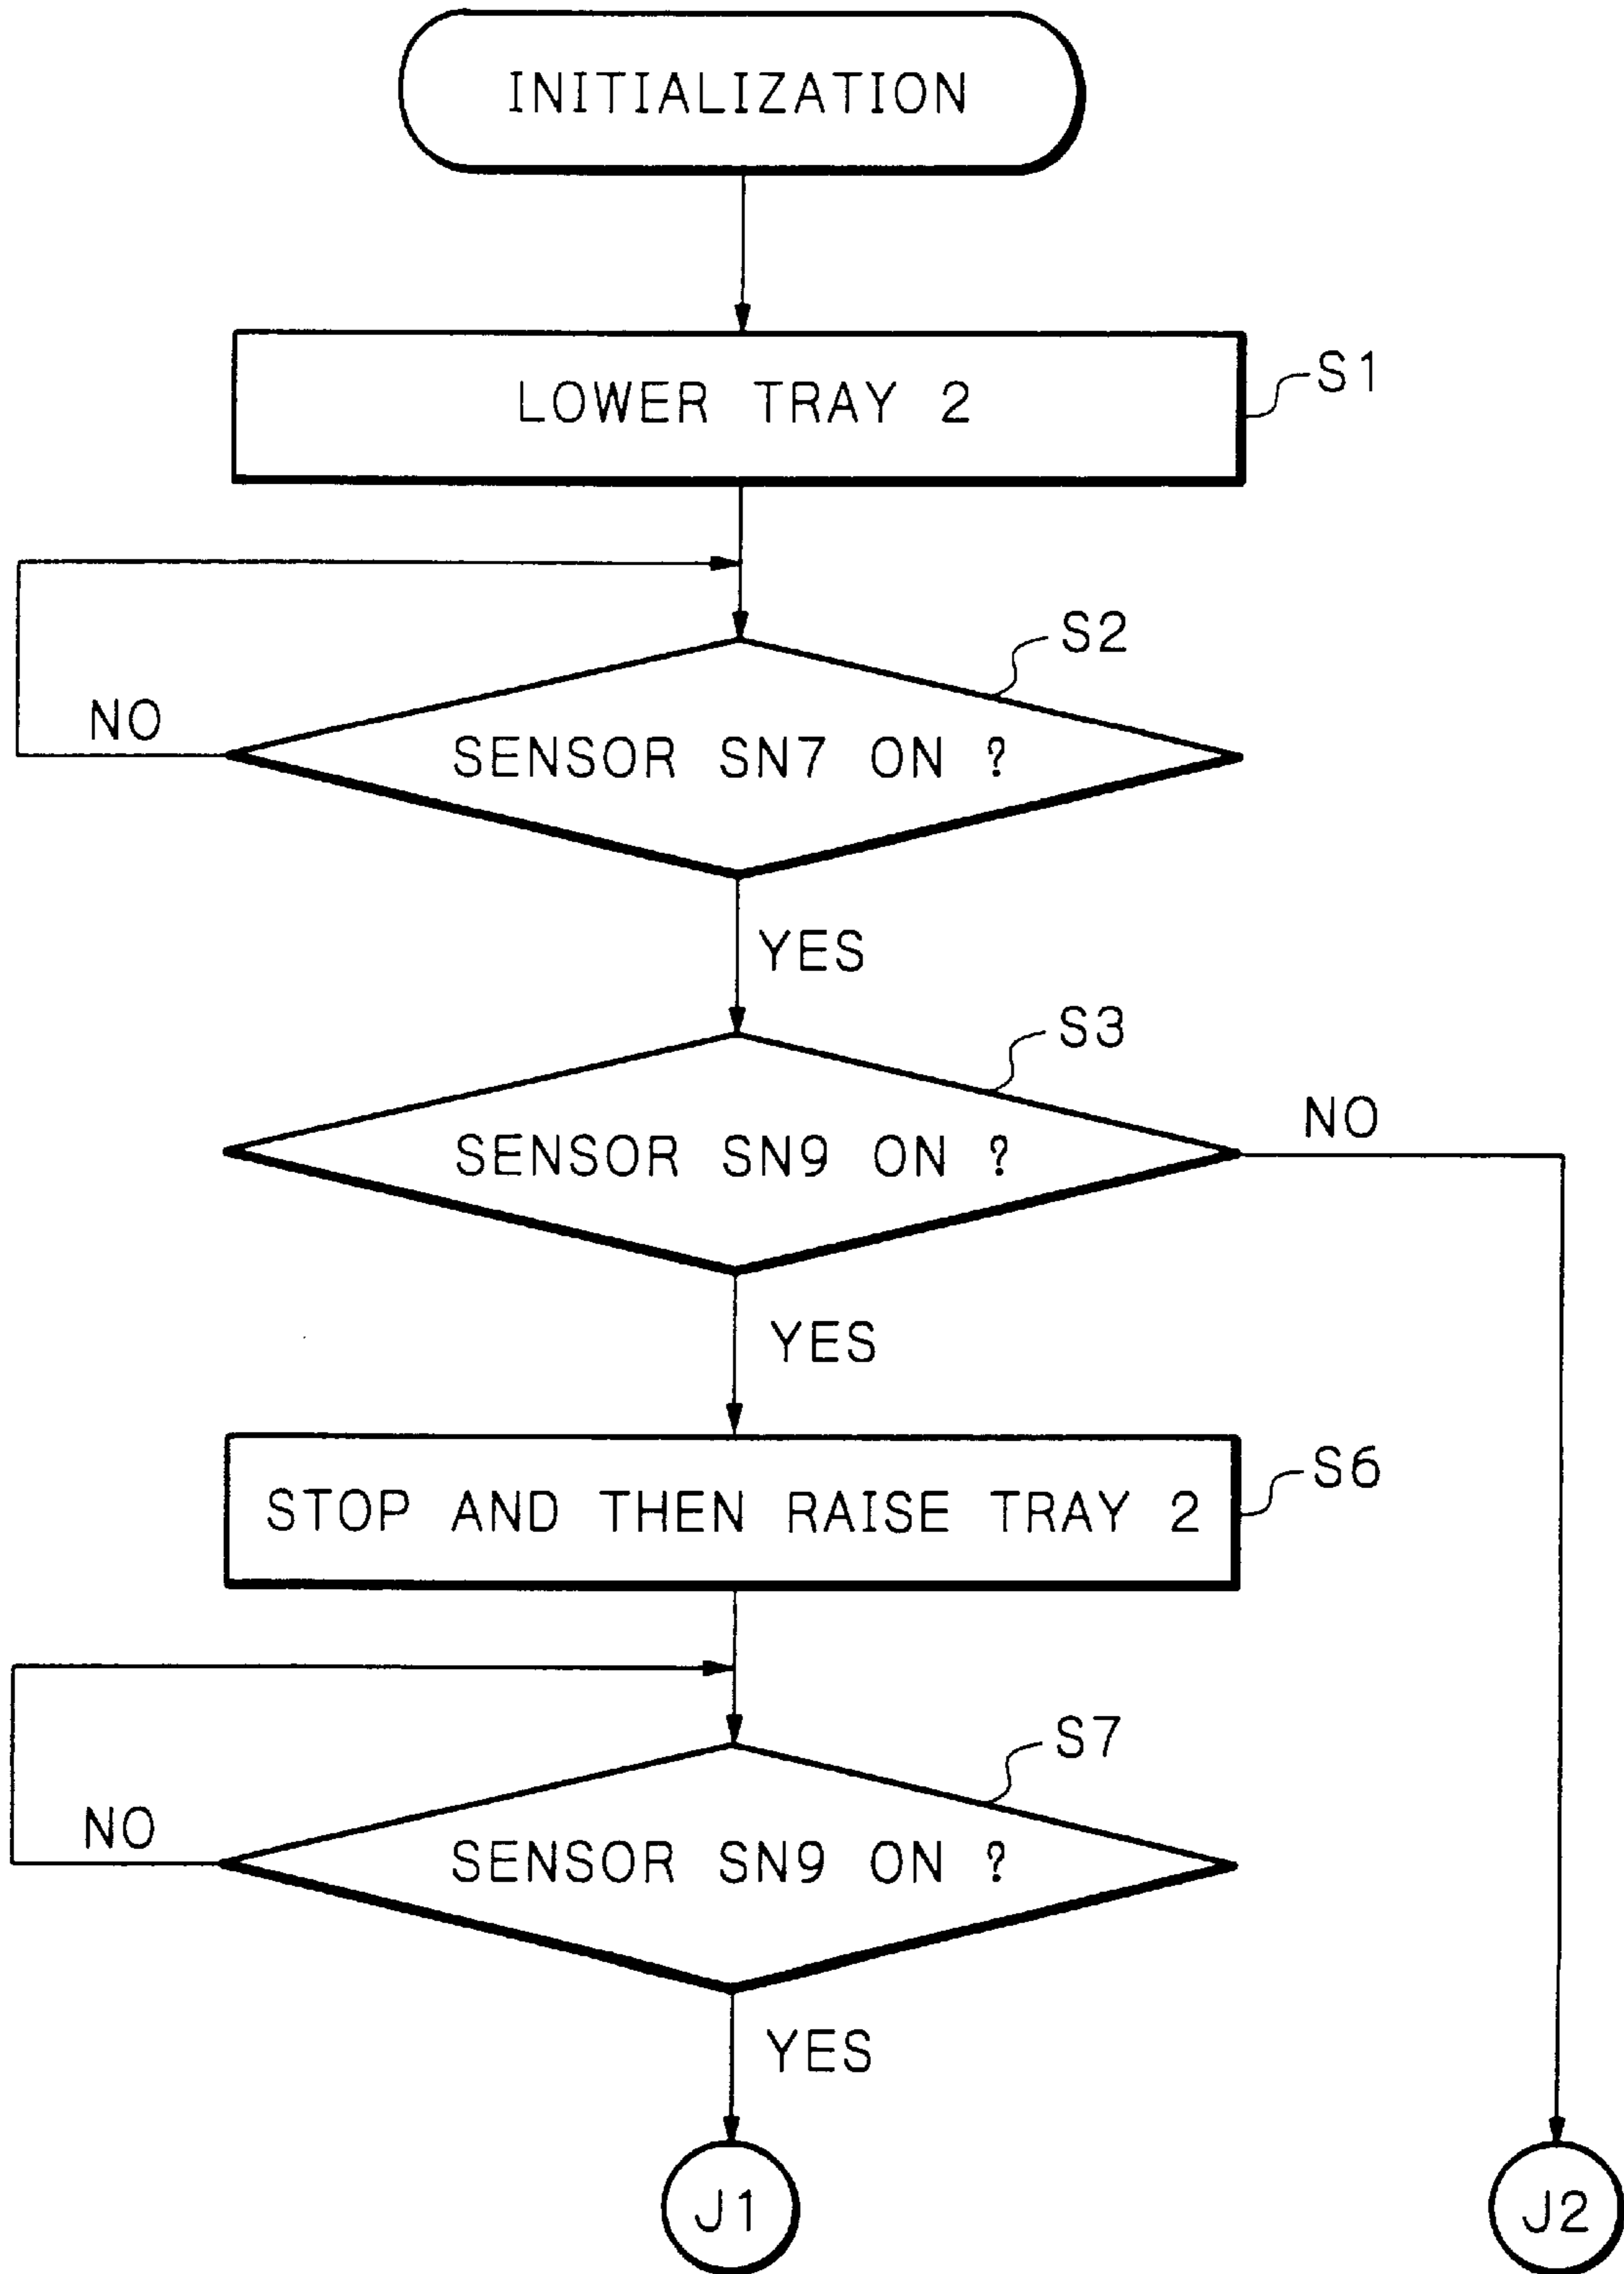 INITIALIZATION
LOWER TRAY 2
S1
S2
NO
SENSOR SN7 ON ?
YES
S3
SENSOR SN9 ON ?
NO
YES
STOP AND THEN RAISE TRAY 2
S6
S7
NO
SENSOR SN9 ON ?
YES
J1
J2